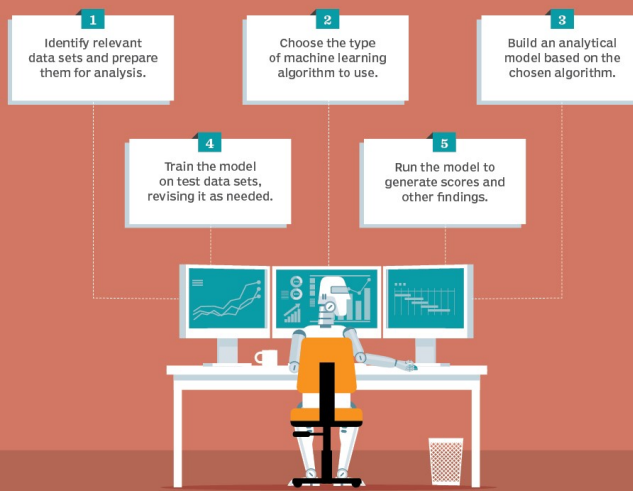 1
Identify relevant
data sets and prepare
them for analysis.
2
Choose the type
of machine learning
algorithm to use.
3
Build an analytical
model based on the
chosen algorithm.
4
Train the model
on test data sets,
revising it as needed.
5
Run the model to
generate scores and
other findings.